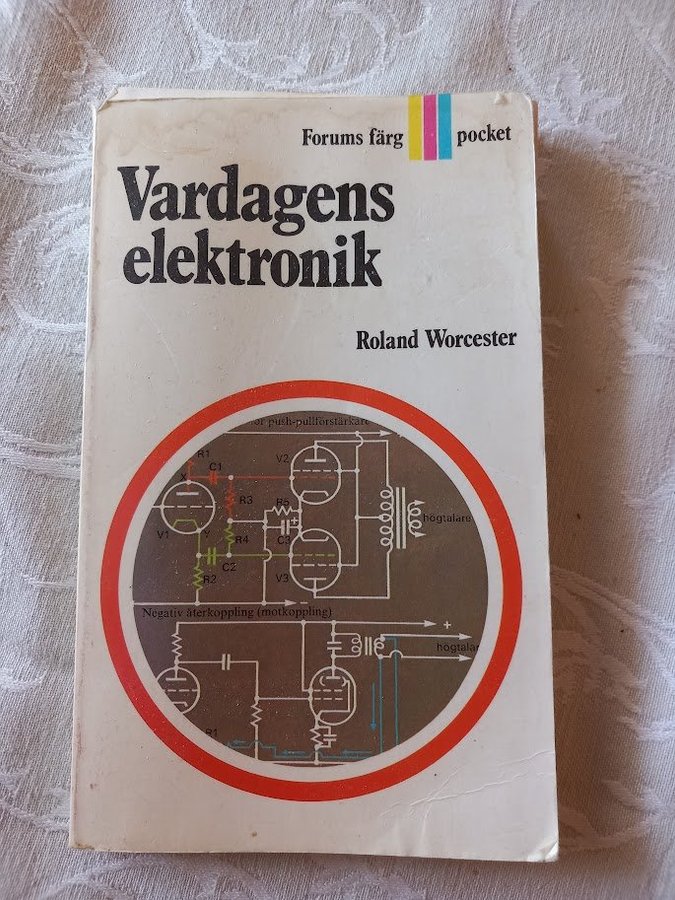 Forums färg pocket
Vardagens
elektronik
Roland Worcester
push-pullförstärkare
R1
C1
V2
R3
R5
högtalare
V1
R4
C3
C2
R2
V3
Negativ återkoppling (motkoppling)
+
högtalar
R1